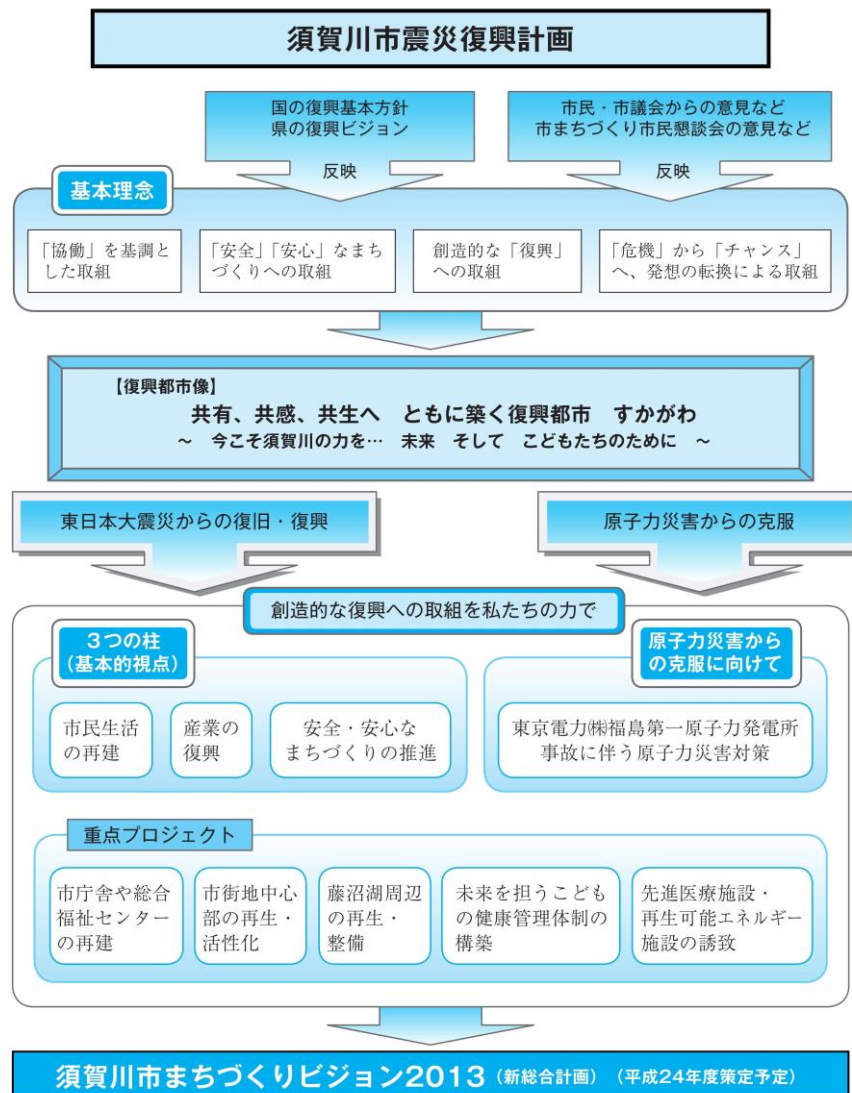 須賀川市震災復興計画
国の復興基本方針
県の復興ビジョン
反映
市民・市議会からの意見など
市まちづくり市民懇談会の意見など
反映
基本理念
「協働」を基調と
した取組
「安全」「安心」なまち
づくりへの取組
創造的な「復興」
への取組
「危機」から「チャンス」
へ、発想の転換による取組
【復興都市像】
共有、共感、共生へ　ともに築く復興都市　すかがわ
～　今こそ須賀川の力を…　未来　そして　こどもたちのために　～
東日本大震災からの復旧・復興
原子力災害からの克服
創造的な復興への取組を私たちの力で
3つの柱
(基本的視点)
市民生活
の再建
産業の
復興
安全・安心な
まちづくりの推進
原子力災害から
の克服に向けて
東京電力㈱福島第一原子力発電所
事故に伴う原子力災害対策
重点プロジェクト
市庁舎や総合
福祉センター
の再建
市街地中心
部の再生・
活性化
藤沼湖周辺
の再生・
整備
未来を担うこども
の健康管理体制の
構築
先進医療施設・
再生可能エネルギー
施設の誘致
須賀川市まちづくりビジョン2013（新総合計画）（平成24年度策定予定）